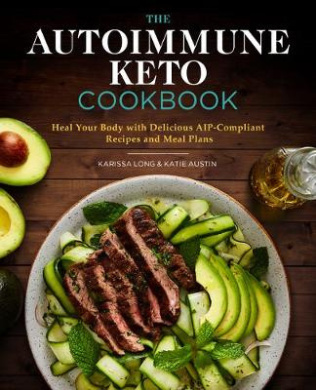 THE
AUTOIMMUNE
KETO
COOKBOOK
Heal Your Body with Delicious AIP-Compliant
Recipes and Meal Plans
KARISSA LONG & KATIE AUSTIN